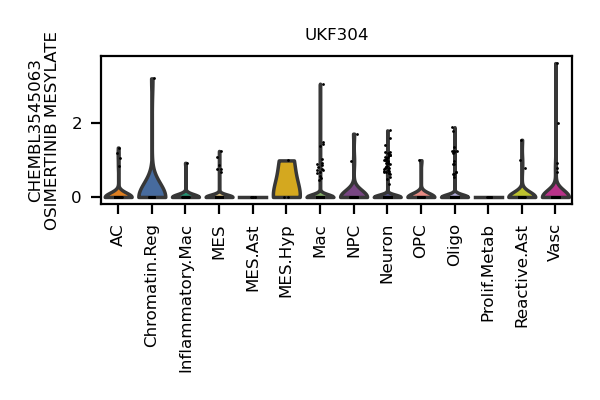 UKF304
CHEMBL3545063
OSIMERTINIB MESYLATE
2
0
AC
Chromatin.Reg
Inflammatory.Mac
MES
MES.Ast
MES.Hyp
Mac
NPC
Neuron
OPC
Oligo
Prolif.Metab
Reactive.Ast
Vasc